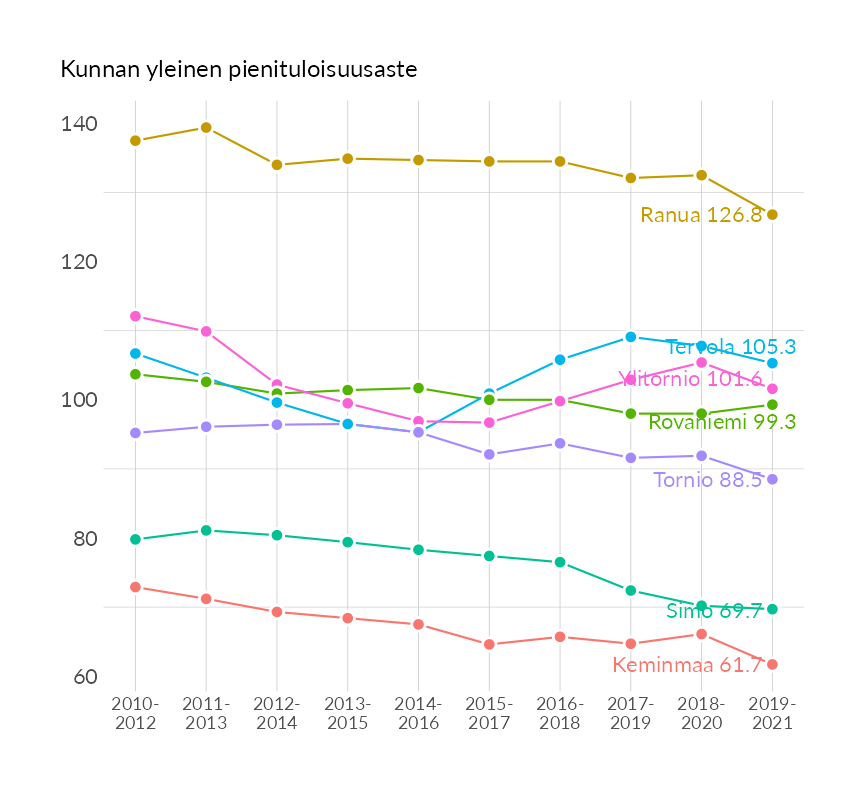 Kunnan yleinen pienituloisuusaste
140
120
100
80
60
Ranua 126.8
Tervola 105.3
Ylitornio 101.6
Rovaniemi 99.3
Tornio 88.5
Simo 69.7
Keminmaa 61.7
2010- 2011- 2012- 2013- 2014- 2015- 2016- 2017- 2018- 2019-
2012 2013 2014 2015 2016 2017 2018 2019 2020 2021